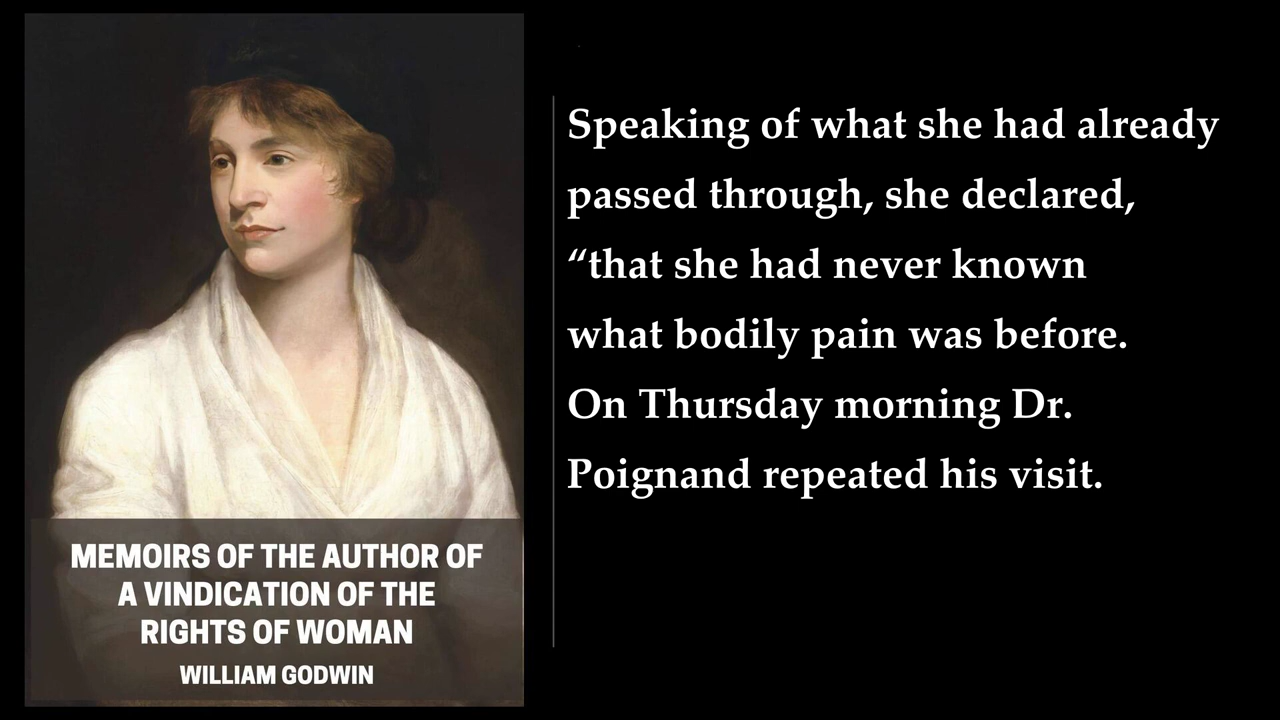 Speaking of what she had already
passed through, she declared,
“that she had never known
what bodily pain was before.
On Thursday morning Dr.
Poignand repeated his visit.
MEMOIRS OF THE AUTHOR OF
A VINDICATION OF THE
RIGHTS OF WOMAN
WILLIAM GODWIN